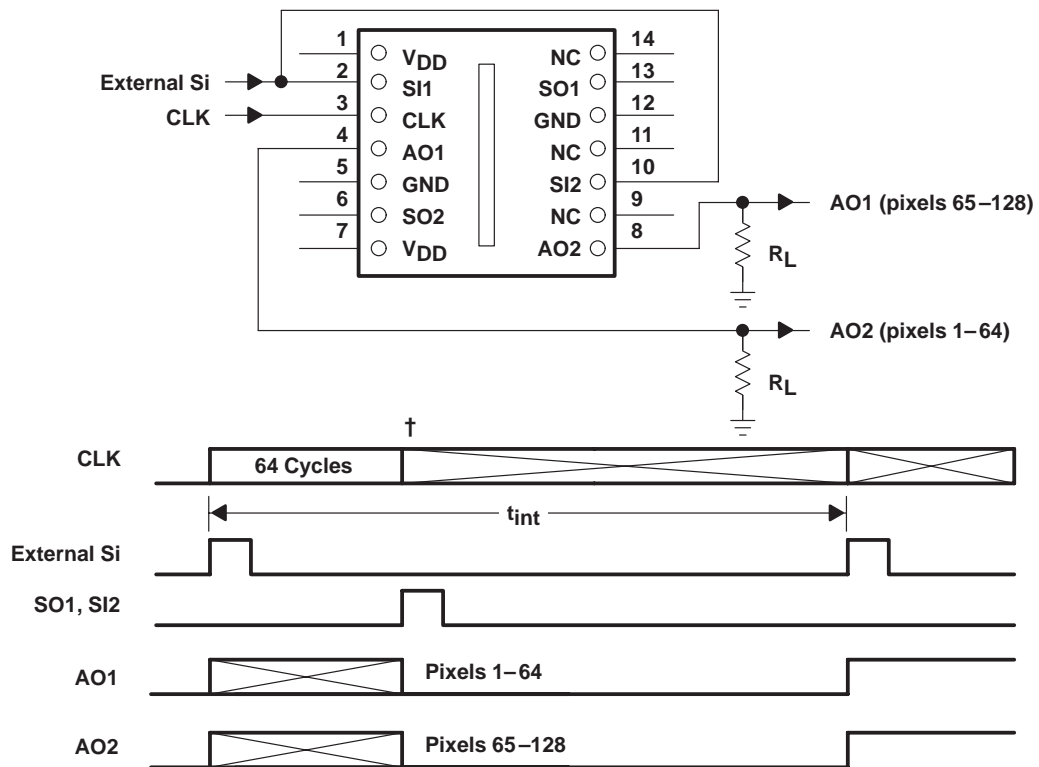 1
VDD
NC
14
External Si
2
SI1
SO1
13
CLK
3
CLK
GND
12
4
AO1
NC
11
5
GND
SI2
10
6
SO2
NC
9
7
VDD
AO2
8
AO1 (pixels 65–128)
RL
AO2 (pixels 1–64)
RL
†
CLK
64 Cycles
tint
External Si
SO1, SI2
AO1
Pixels 1–64
AO2
Pixels 65–128